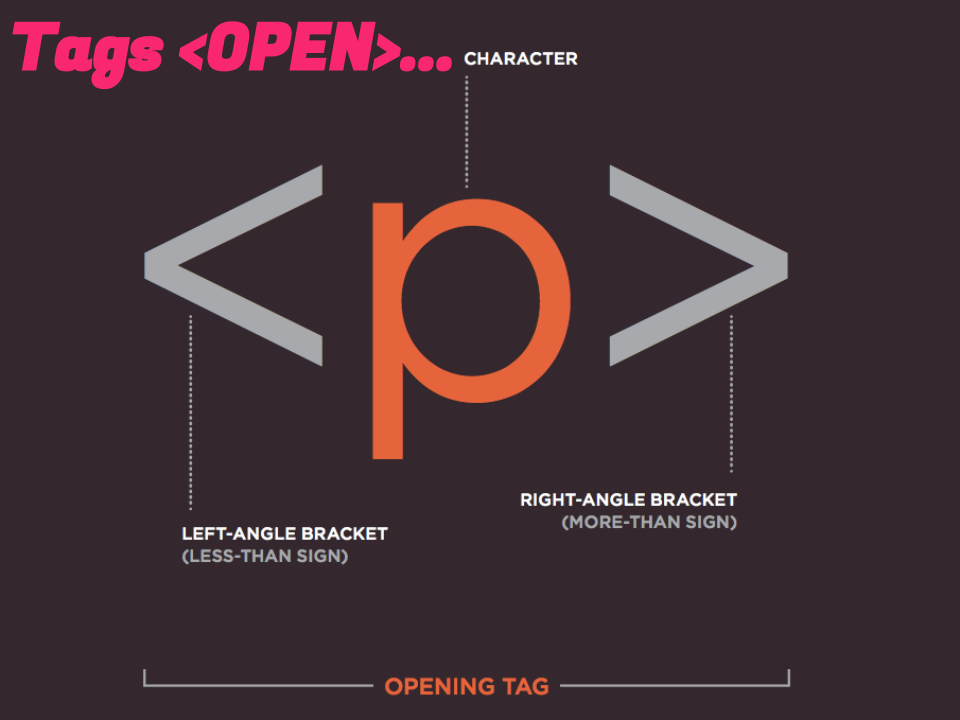 Tags <OPEN>...
CHARACTER
<p>
RIGHT-ANGLE BRACKET
(MORE-THAN SIGN)
LEFT-ANGLE BRACKET
(LESS-THAN SIGN)
OPENING TAG